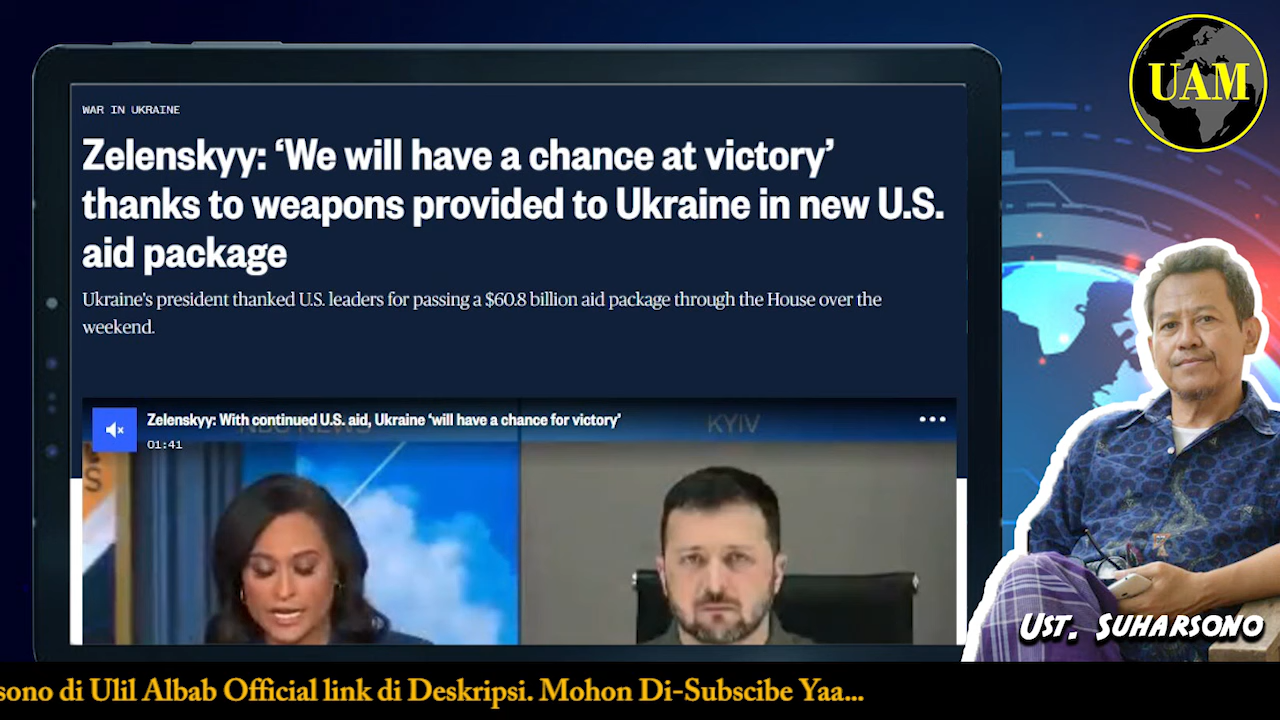 UAM
WAR IN UKRAINE
Zelenskyy: ‘We will have a chance at victory’
thanks to weapons provided to Ukraine in new U.S.
aid package
Ukraine's president thanked U.S. leaders for passing a $60.8 billion aid package through the House over the
weekend.
Zelenskyy: With continued U.S. aid, Ukraine ‘will have a chance for victory’
01:41
NBC NEWS
KYIV
S
UST. SUHARSONO
sono di Ulil Albab Official link di Deskripsi. Mohon Di-Subscibe Yaa...